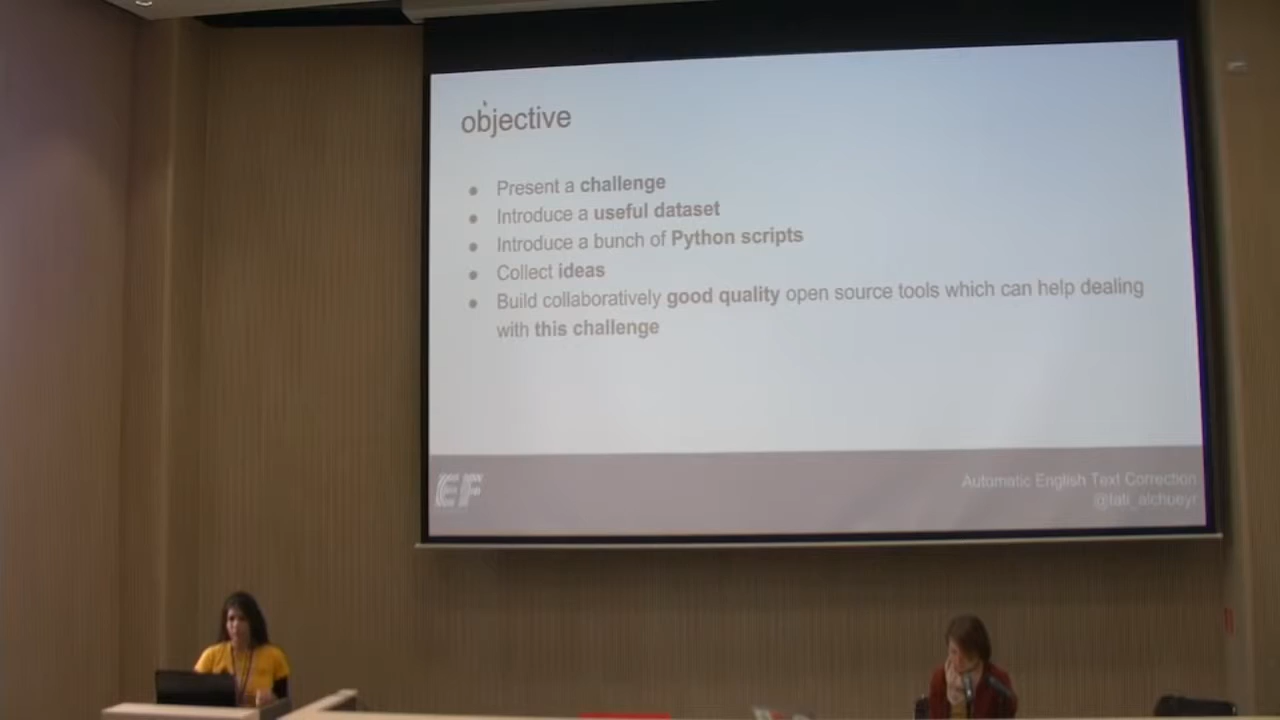 objective
● Present a challenge
● Introduce a useful dataset
● Introduce a bunch of Python scripts
● Collect ideas
● Build collaboratively good quality open source tools which can help dealing
with this challenge
EF
Automatic English Text Correction
@tati_alchueyr